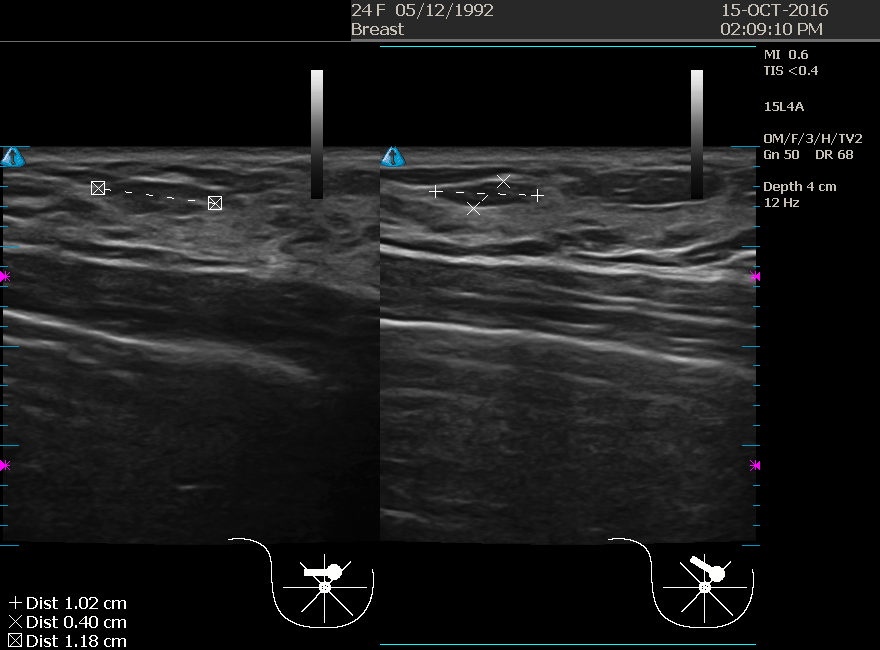 24 F 05/12/1992
Breast
15-OCT-2016
02:09:10 PM
MI 0.6
TIS <0.4
15L4A
OM/F/3/H/TV2
Gn 50 DR 68
Depth 4 cm
12 Hz
Dist 1.02 cm
Dist 0.40 cm
Dist 1.18 cm